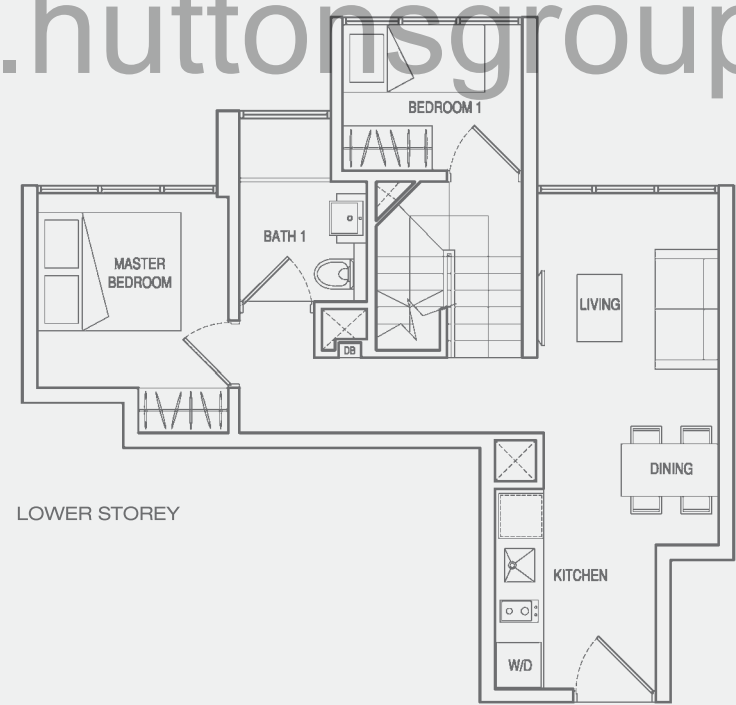 .huttonsgroup
BEDROOM 1
BATH 1
MASTER
BEDROOM
LIVING
DB
DINING
LOWER STOREY
KITCHEN
W/D